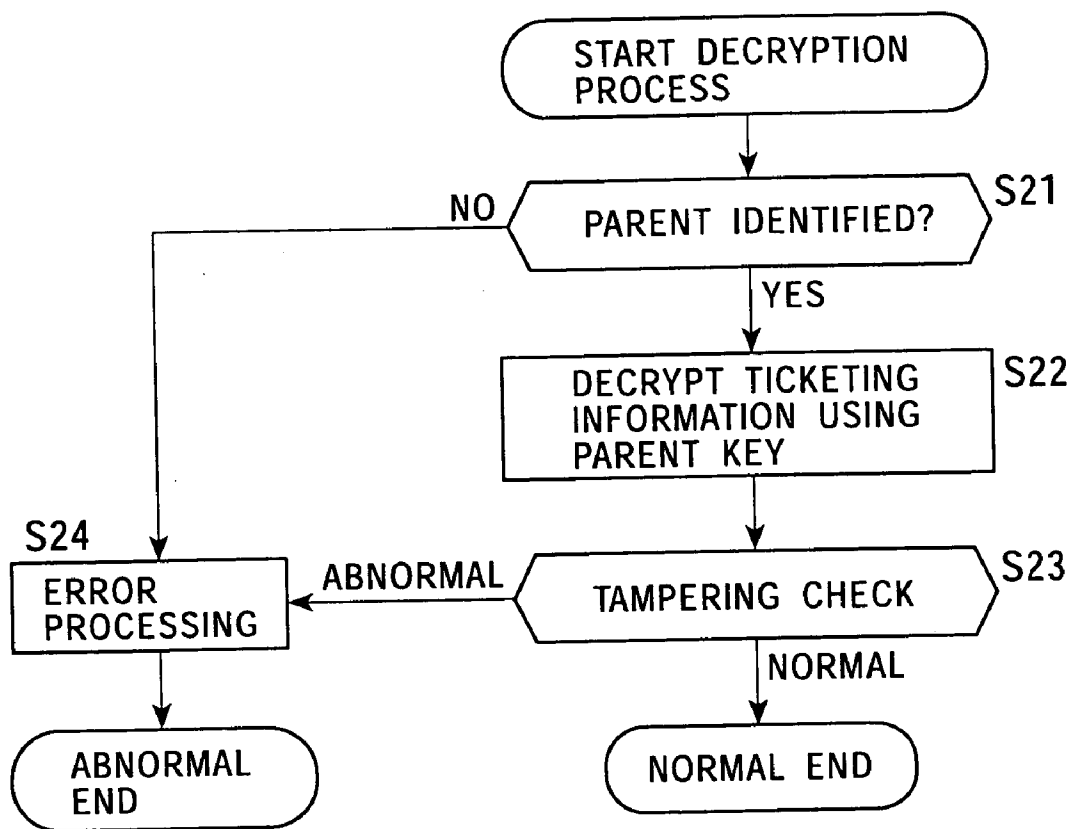 START DECRYPTION
PROCESS
S21
NO
PARENT IDENTIFIED?
YES
S22
DECRYPT TICKETING
INFORMATION USING
PARENT KEY
S24
ERROR
PROCESSING
ABNORMAL
S23
TAMPERING CHECK
NORMAL
ABNORMAL
END
NORMAL END